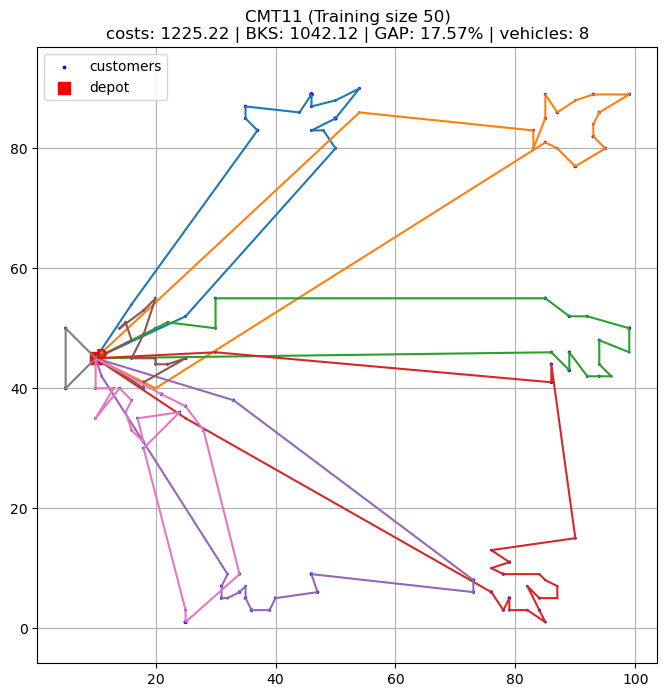 CMT11 (Training size 50)
costs: 1225.22 | BKS: 1042.12 | GAP: 17.57% | vehicles: 8
customers
depot
80
60
40
20
0
20
40
60
80
100